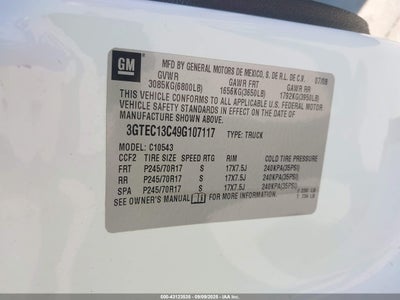 GM
MFD BY GENERAL MOTORS DE MEXICO, S. DE R.L. DE C.V. 07/08
GVWR GAWR FRT GAWR RR
3085KG(6800LB) 1656KG(3650LB) 1792KG(3950LB)
THIS VEHICLE CONFORMS TO ALL APPLICABLE U.S. FEDERAL MOTOR
VEHICLE SAFETY STANDARDS IN EFFECT ON THE DATE OF
MANUFACTURE SHOWN ABOVE.
3GTEC13C49G107117 TYPE: TRUCK
MODEL: C10543
CCF2 TIRE SIZE SPEED RTG RIM COLD TIRE PRESSURE
FRT P245/70R17 S 17X7.5J 240KPA(35PSI)
RR P245/70R17 S 17X7.5J 240KPA(35PSI)
SPA P245/70R17 S 17X7.5J 240KPA(35PSI)
SEE OWNER'S MANUAL FOR MORE INFORMATION.
600-43123535 - 09/09/2025 - US.IAAI.COM